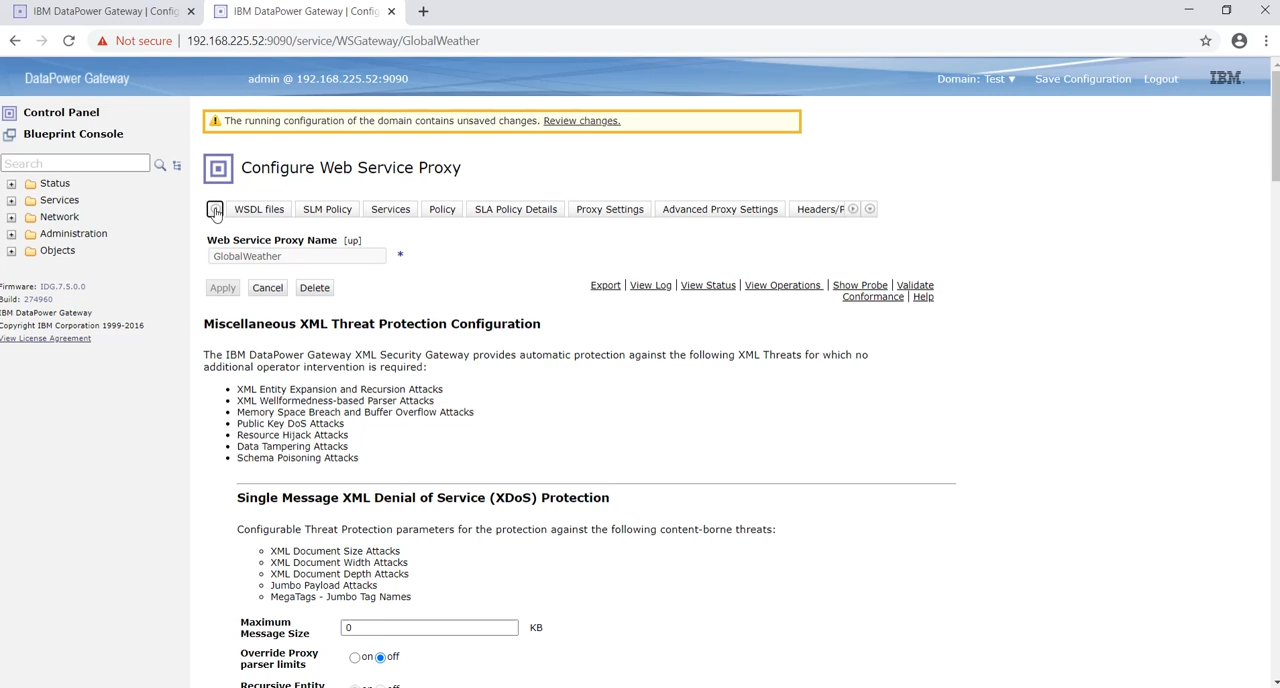 IBM DataPower Gateway | Config
IBM DataPower Gateway | Config
Not secure | 192.168.225.52:9090/service/WSGateway/GlobalWeather
DataPower Gateway
admin @ 192.168.225.52:9090
Domain: Test ▼ Save Configuration Logout IBM
Control Panel
Blueprint Console
Search
Status
Services
Network
Administration
Objects
Firmware: IDG.7.5.0.0
Build: 274960
IBM DataPower Gateway
Copyright IBM Corporation 1999-2016
View License Agreement
The running configuration of the domain contains unsaved changes. Review changes.
Configure Web Service Proxy
WSDL files SLM Policy Services Policy SLA Policy Details Proxy Settings Advanced Proxy Settings Headers/P
Web Service Proxy Name [up]
GlobalWeather *
Apply Cancel Delete
Export | View Log | View Status | View Operations | Show Probe | Validate
Conformance | Help
Miscellaneous XML Threat Protection Configuration
The IBM DataPower Gateway XML Security Gateway provides automatic protection against the following XML Threats for which no
additional operator intervention is required:
• XML Entity Expansion and Recursion Attacks
• XML Wellformedness-based Parser Attacks
• Memory Space Breach and Buffer Overflow Attacks
• Public Key DoS Attacks
• Resource Hijack Attacks
• Data Tampering Attacks
• Schema Poisoning Attacks
Single Message XML Denial of Service (XDoS) Protection
Configurable Threat Protection parameters for the protection against the following content-borne threats:
XML Document Size Attacks
XML Document Width Attacks
XML Document Depth Attacks
Jumbo Payload Attacks
MegaTags - Jumbo Tag Names
Maximum
Message Size
0 KB
Override Proxy
parser limits
on off
Recursive Entity
on off